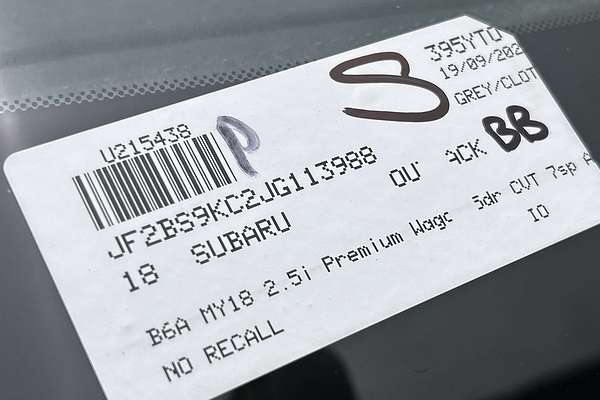 U215438
P
S
395YTO
19/09/202
GREY/CLOT
BB
JF2BS9KC2JG113988
18 SUBARU OU ACK
B6A MY18 2.5i Premium Wagc 5dr CVT 7sp A
NO RECALL IO